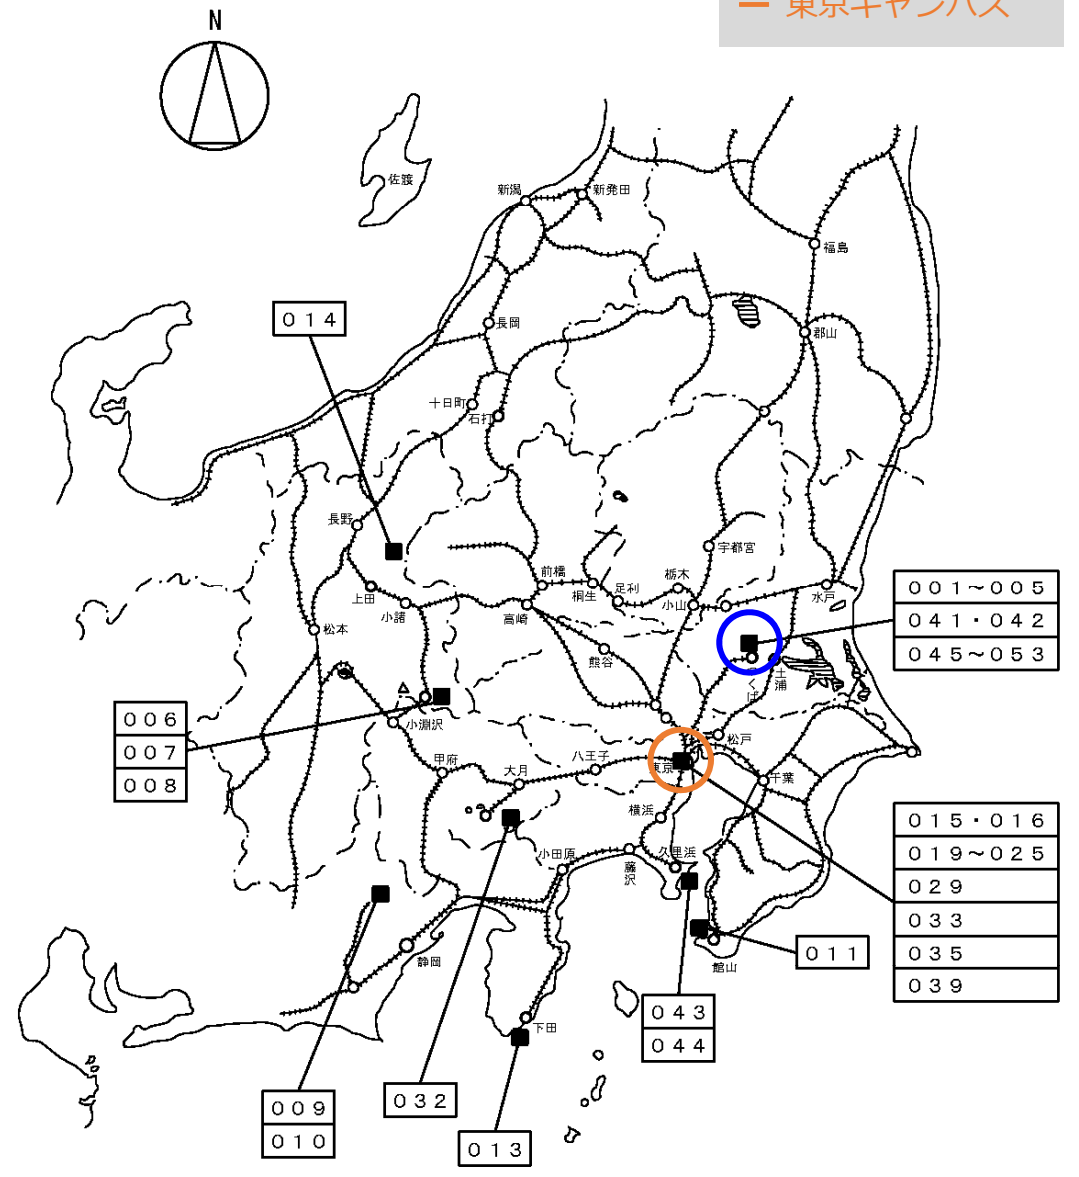 ー 東京キャンパス
N
佐渡
新潟
新発田
福島
014
長岡
郡山
十日町
石打
長野
宇都宮
前橋
栃木
桐生
足利
上田
小諸
高崎
小山
水戸
001～005
041・042
045～053
松本
熊谷
つくば
土浦
006
007
008
小淵沢
松戸
甲府
大月
八王子
東京
千葉
横浜
015・016
019～025
029
033
035
039
小田原
藤沢
久里浜
静岡
館山
011
下田
043
044
009
010
032
013